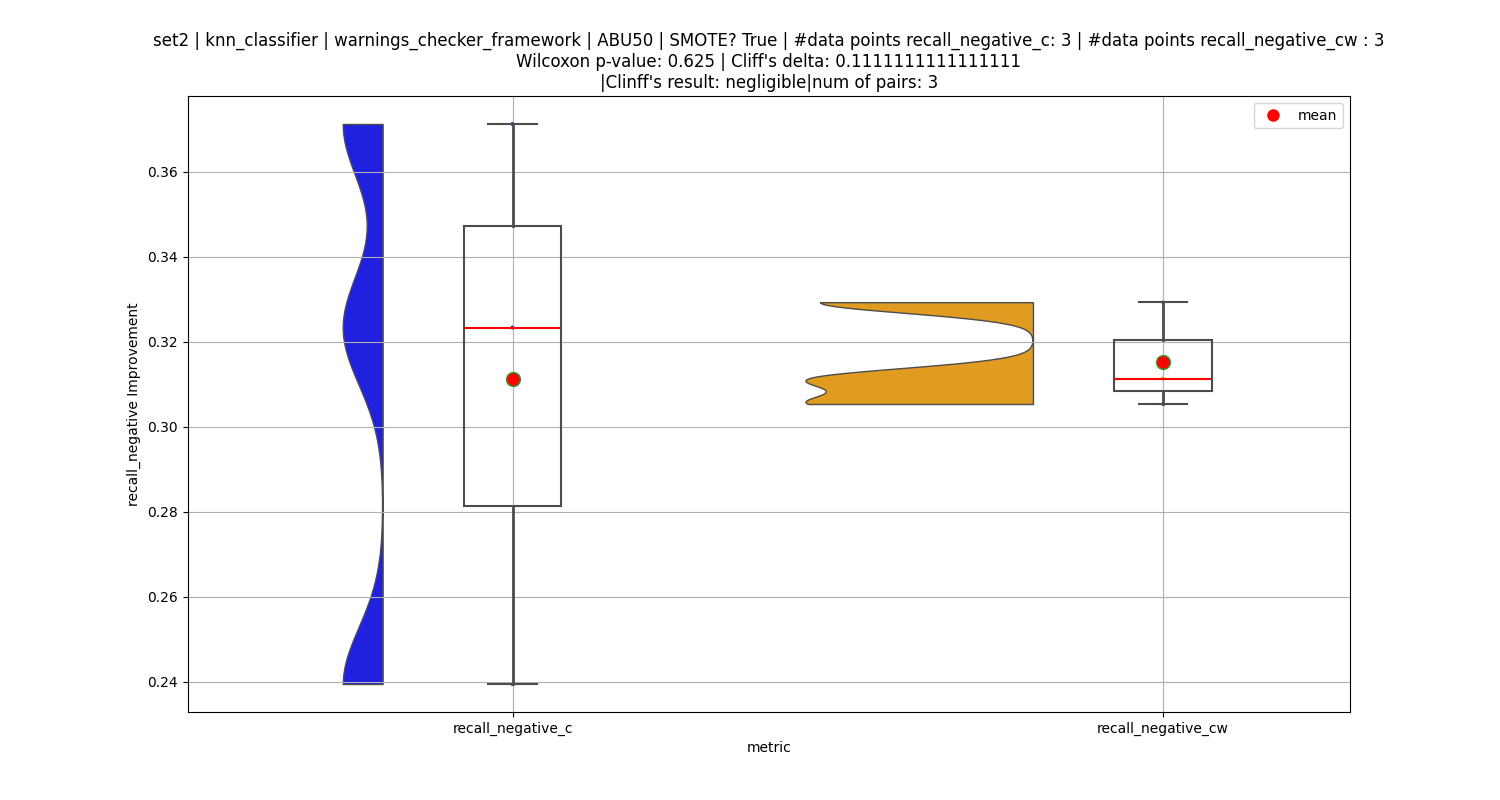 set2 | knn_classifier | warnings_checker_framework | ABU50 | SMOTE? True | #data points recall_negative_c: 3 | #data points recall_negative_cw : 3
Wilcoxon p-value: 0.625 | Cliff's delta: 0.1111111111111111
|Clinff's result: negligible|num of pairs: 3
mean
0.36
0.34
0.32
0.30
0.28
0.26
0.24
recall_negative Improvement
recall_negative_c
recall_negative_cw
metric